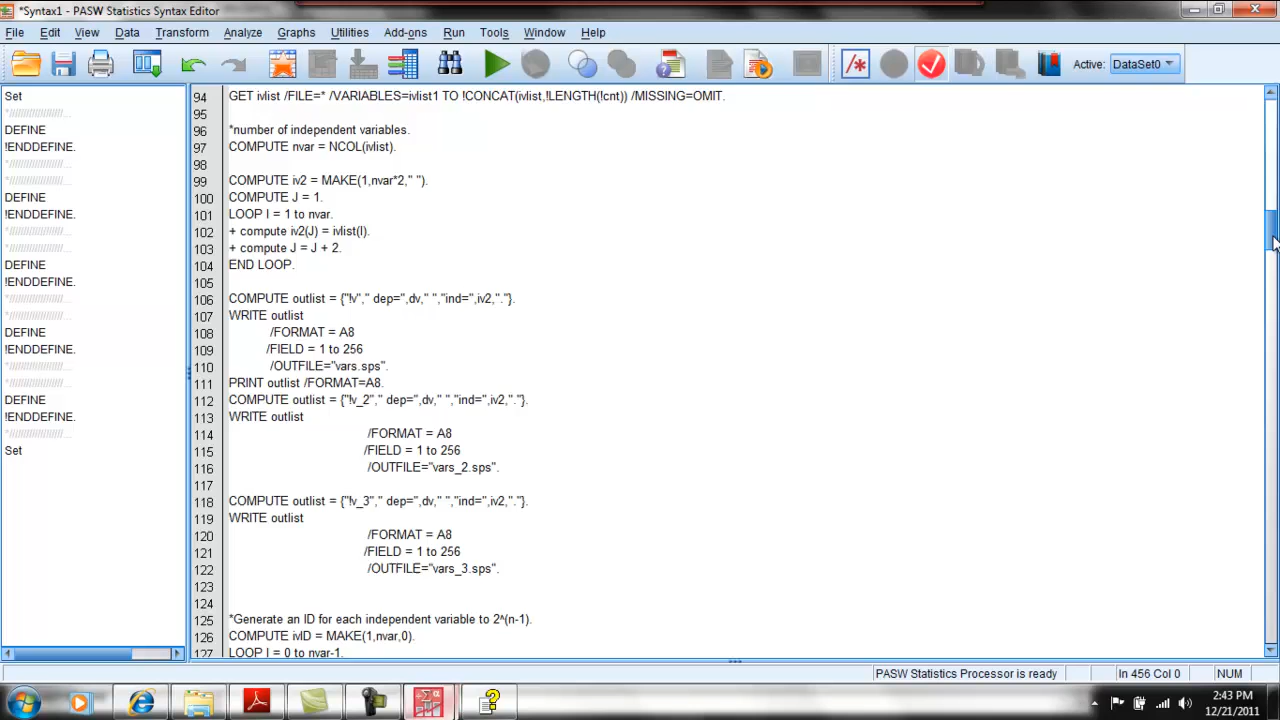 *Syntax1 - PASW Statistics Syntax Editor
File Edit View Data Transform Analyze Graphs Utilities Add-ons Run Tools Window Help
Active: DataSet0
Set
*///////////////////...
DEFINE
!ENDDEFINE.
*///////////////////...
*///////////////////...
DEFINE
!ENDDEFINE.
*///////////////////...
*///////////////////...
DEFINE
!ENDDEFINE.
*///////////////////...
*///////////////////...
DEFINE
!ENDDEFINE.
*///////////////////...
*///////////////////...
DEFINE
!ENDDEFINE.
*///////////////////...
Set
94 GET ivlist /FILE=* /VARIABLES=ivlist1 TO !CONCAT(ivlist,!LENGTH(!cnt)) /MISSING=OMIT.
95
96 *number of independent variables.
97 COMPUTE nvar = NCOL(ivlist).
98
99 COMPUTE iv2 = MAKE(1,nvar*2," ").
100 COMPUTE J = 1.
101 LOOP I = 1 to nvar.
102 + compute iv2(J) = ivlist(I).
103 + compute J = J + 2.
104 END LOOP.
105
106 COMPUTE outlist = {"!v"," dep=",dv," ","ind=",iv2,"."}.
107 WRITE outlist
108 /FORMAT = A8
109 /FIELD = 1 to 256
110 /OUTFILE="vars.sps".
111 PRINT outlist /FORMAT=A8.
112 COMPUTE outlist = {"!v_2"," dep=",dv," ","ind=",iv2,"."}.
113 WRITE outlist
114 /FORMAT = A8
115 /FIELD = 1 to 256
116 /OUTFILE="vars_2.sps".
117
118 COMPUTE outlist = {"!v_3"," dep=",dv," ","ind=",iv2,"."}.
119 WRITE outlist
120 /FORMAT = A8
121 /FIELD = 1 to 256
122 /OUTFILE="vars_3.sps".
123
124
125 *Generate an ID for each independent variable to 2^(n-1).
126 COMPUTE ivID = MAKE(1,nvar,0).
127 LOOP I = 0 to nvar-1.
PASW Statistics Processor is ready In 456 Col 0 NUM
2:43 PM
12/21/2011